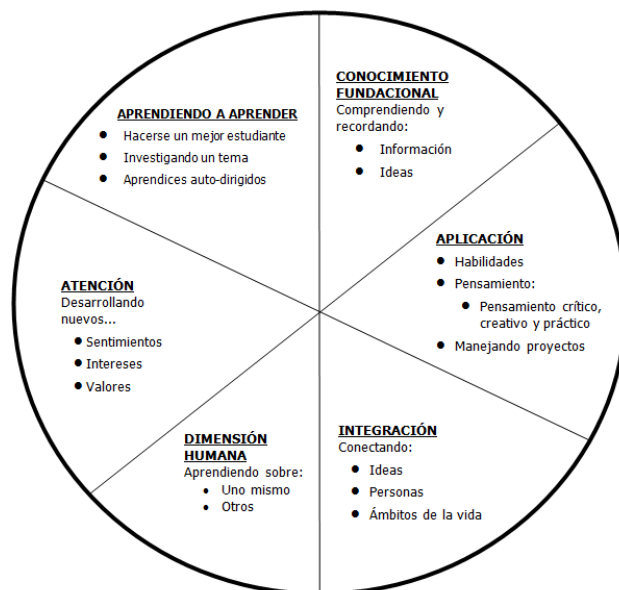 CONOCIMIENTO
FUNDACIONAL
Comprendiendo y
recordando:
● Información
● Ideas
APLICACIÓN
● Habilidades
● Pensamiento:
● Pensamiento crítico,
creativo y práctico
● Manejando proyectos
INTEGRACIÓN
Conectando:
● Ideas
● Personas
● Ámbitos de la vida
DIMENSIÓN
HUMANA
Aprendiendo sobre:
• Uno mismo
• Otros
ATENCIÓN
Desarrollando
nuevos...
● Sentimientos
● Intereses
● Valores
APRENDIENDO A APRENDER
● Hacerse un mejor estudiante
● Investigando un tema
● Aprendices auto-dirigidos